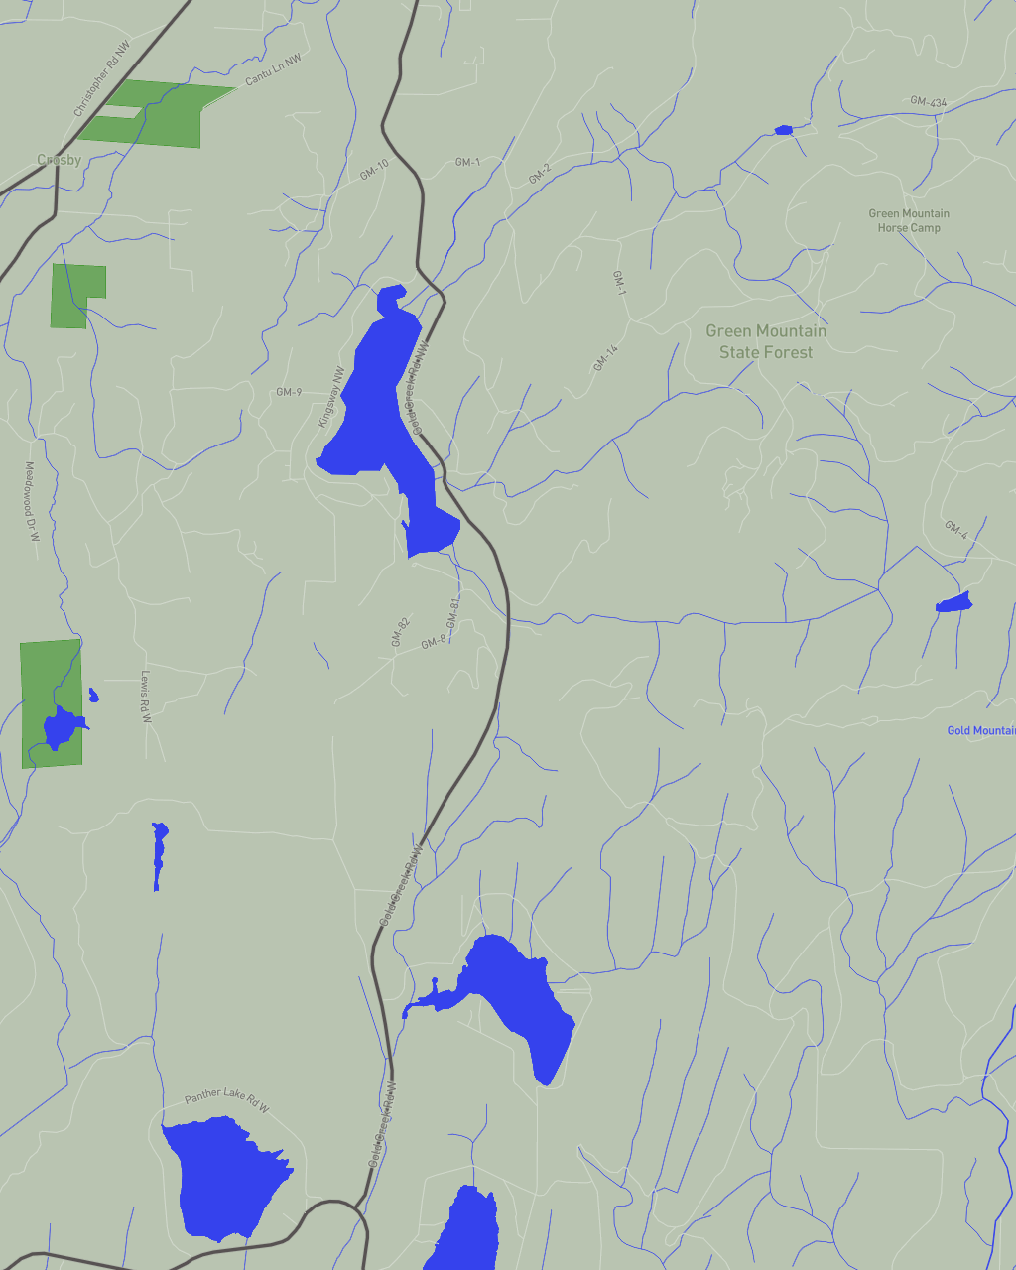 Christopher Rd NW
Cantu Ln NW
Crosby
GM-10
GM-1
GM-2
GM-434
Green Mountain
Horse Camp
GM-1
Green Mountain
State Forest
GM-14
Gold Creek Rd NW
Kingsway NW
GM-9
Meadowood Dr W
GM-4
GM-81
GM-82
GM-8
Lewis Rd W
Gold Mountain
Gold Creek Rd W
Gold Creek Rd W
Panther Lake Rd W